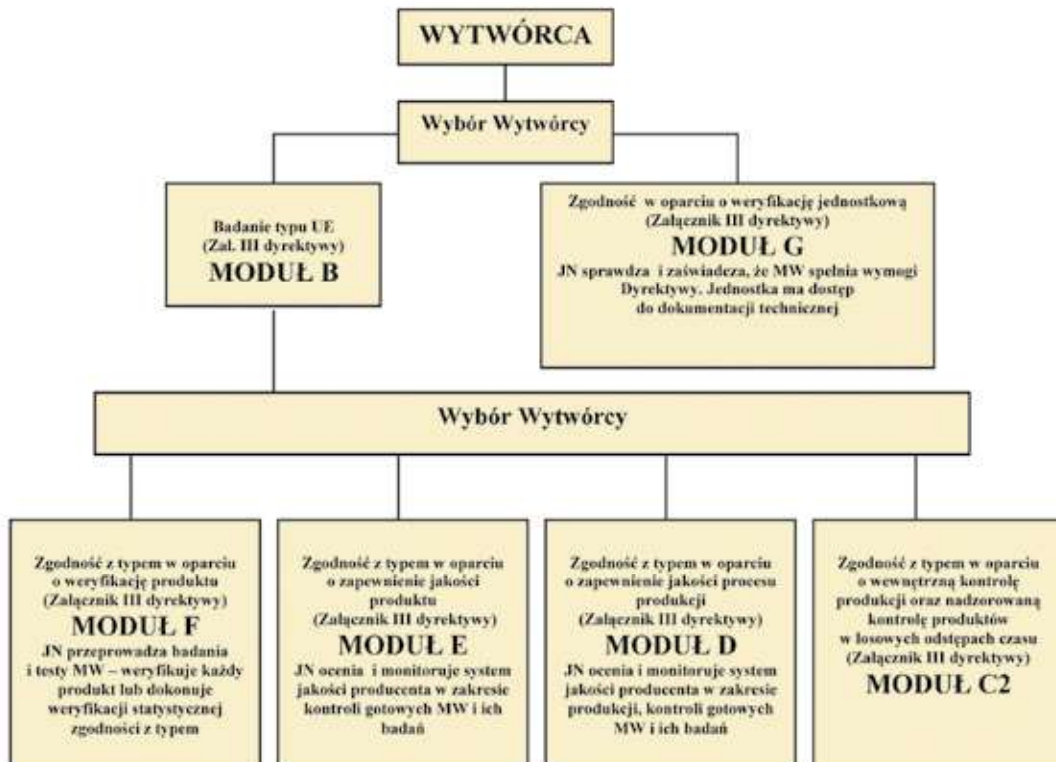 WYTWÓRCA
Wybór Wytwórcy
Badanie typu UE
(Zał. III dyrektywy)
MODUŁ B
Zgodność w oparciu o weryfikację jednostkową
(Załącznik III dyrektywy)
MODUŁ G
JN sprawdza i zaświadcza, że MW spełnia wymogi
Dyrektywy. Jednostka ma dostęp
do dokumentacji technicznej
Wybór Wytwórcy
Zgodność z typem w oparciu
o weryfikację produktu
(Załącznik III dyrektywy)
MODUŁ F
JN przeprowadza badania
i testy MW – weryfikuje każdy
produkt lub dokonuje
weryfikacji statystycznej
zgodności z typem
Zgodność z typem w oparciu
o zapewnienie jakości
produktu
(Załącznik III dyrektywy)
MODUŁ E
JN ocenia i monitoruje system
jakości producenta w zakresie
kontroli gotowych MW i ich
badań
Zgodność z typem w oparciu
o zapewnienie jakości procesu
produkcji
(Załącznik III dyrektywy)
MODUŁ D
JN ocenia i monitoruje system
jakości producenta w zakresie
produkcji, kontroli gotowych
MW i ich badań
Zgodność z typem w oparciu
o wewnętrzną kontrolę
produkcji oraz nadzorowaną
kontrolę produktów
w losowych odstępach czasu
(Załącznik III dyrektywy)
MODUŁ C2